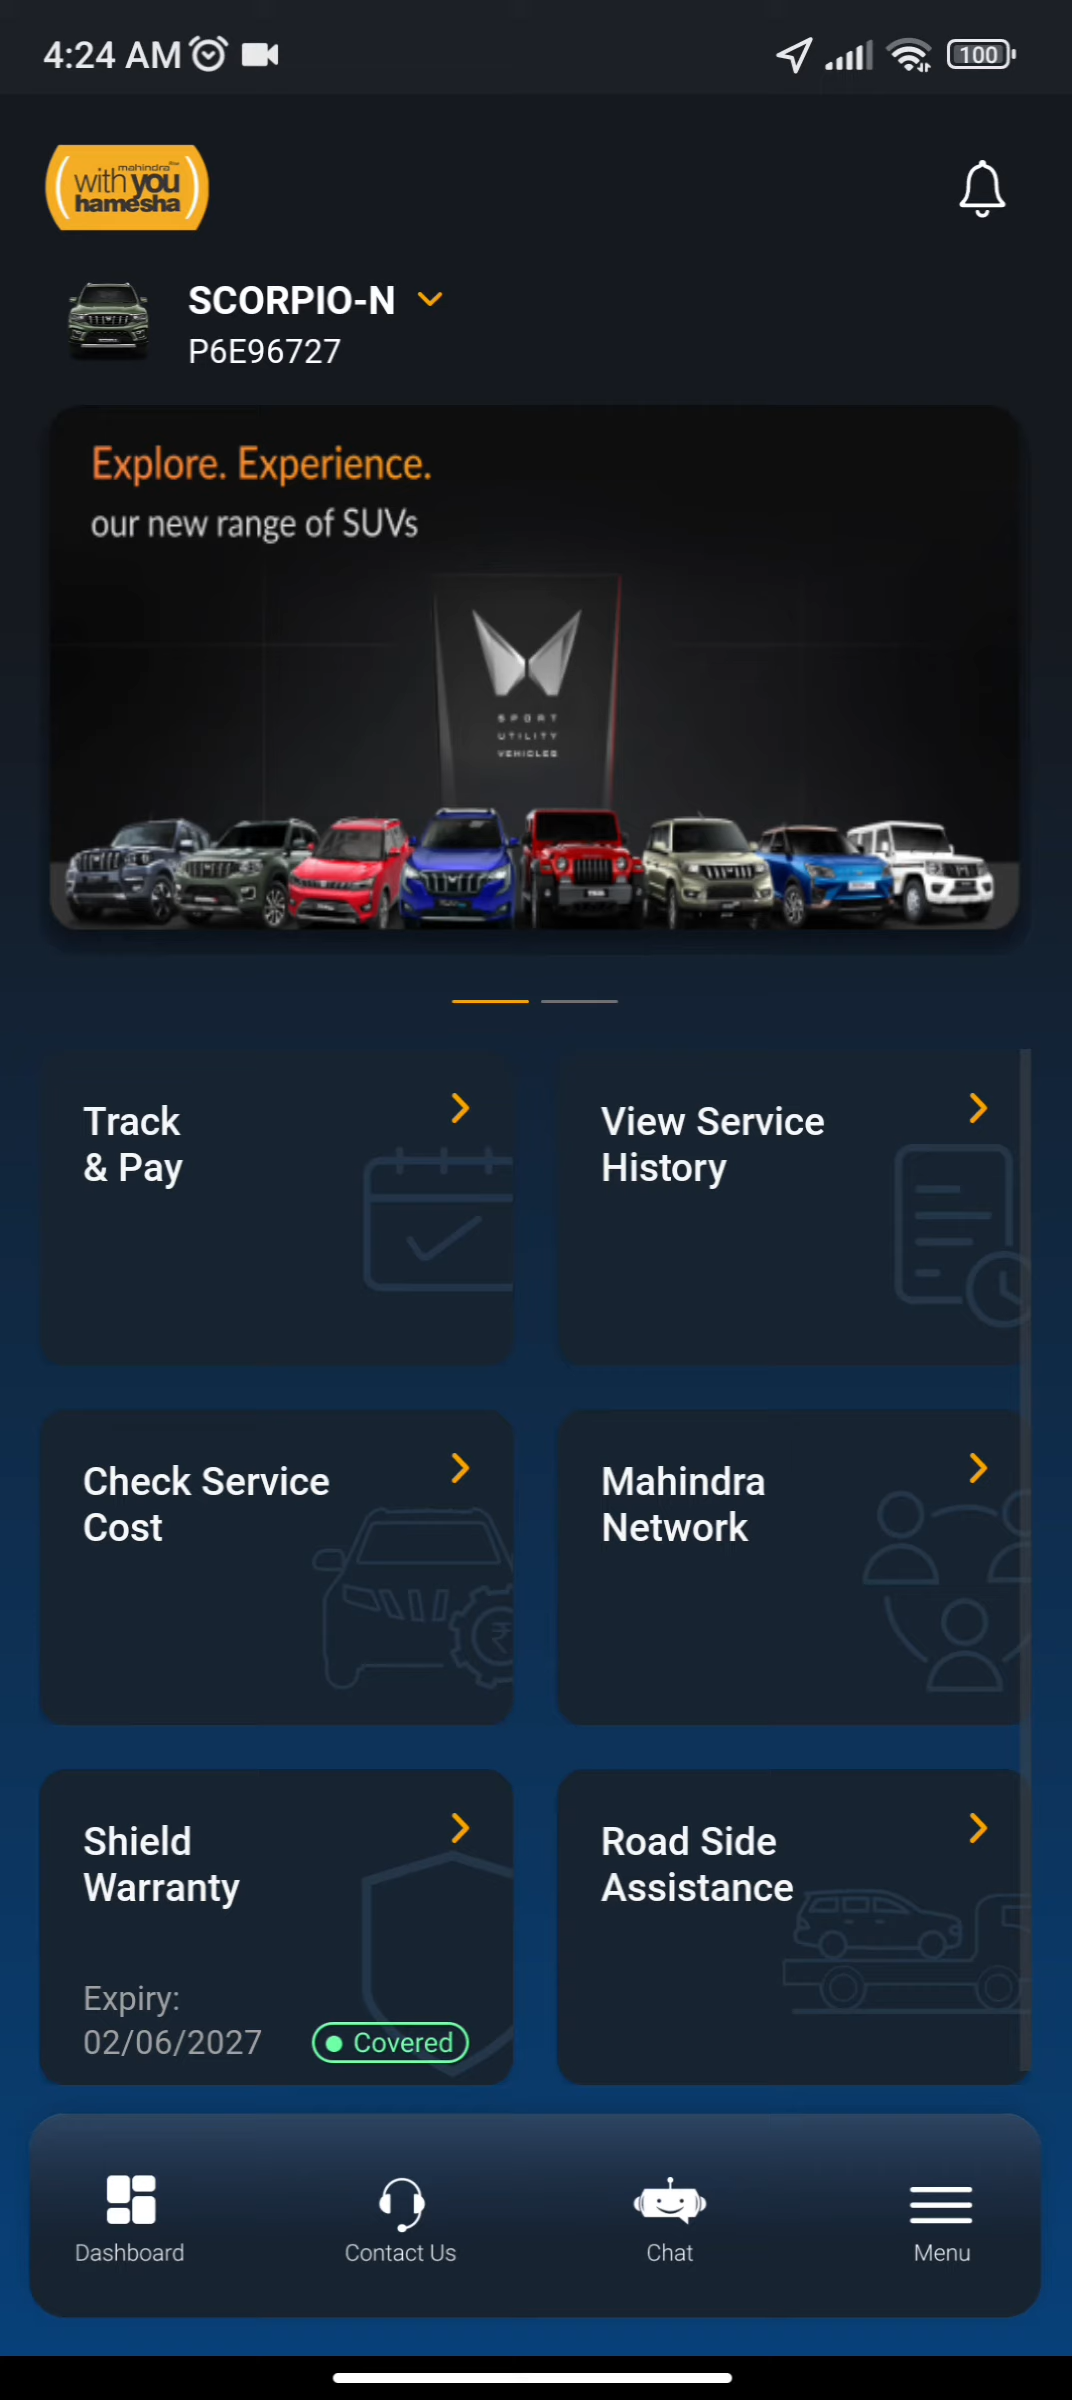 4:24 AM
100
mahindra
with you
hamesha
SCORPIO-N
P6E96727
Explore. Experience.
our new range of SUVs
SPORT
UTILITY
VEHICLES
Track
& Pay
View Service
History
Check Service
Cost
Mahindra
Network
₹
Shield
Warranty
Expiry:
02/06/2027
Covered
Road Side
Assistance
Dashboard
Contact Us
Chat
Menu